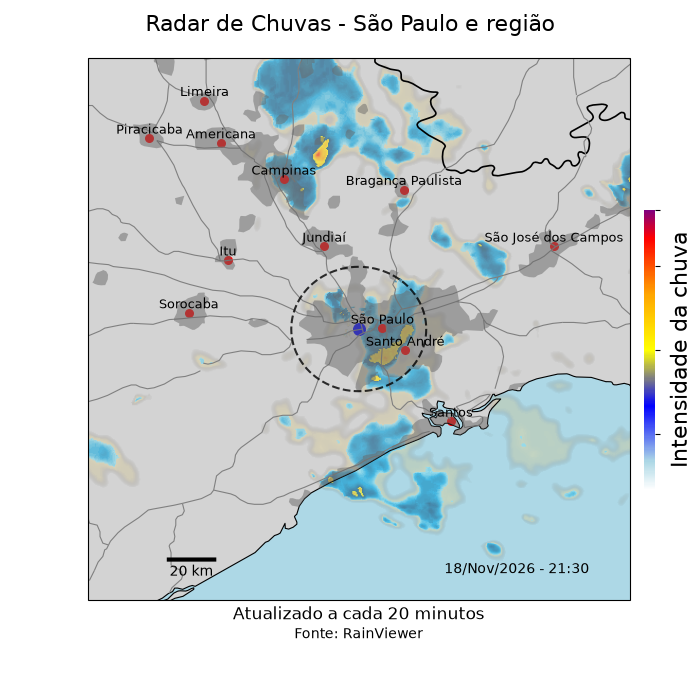 Radar de Chuvas - São Paulo e região
Limeira
Piracicaba
Americana
Campinas
Bragança Paulista
Jundiaí
São José dos Campos
Itu
Sorocaba
São Paulo
Santo André
Santos
Intensidade da chuva
20 km
18/Nov/2026 - 21:30
Atualizado a cada 20 minutos
Fonte: RainViewer